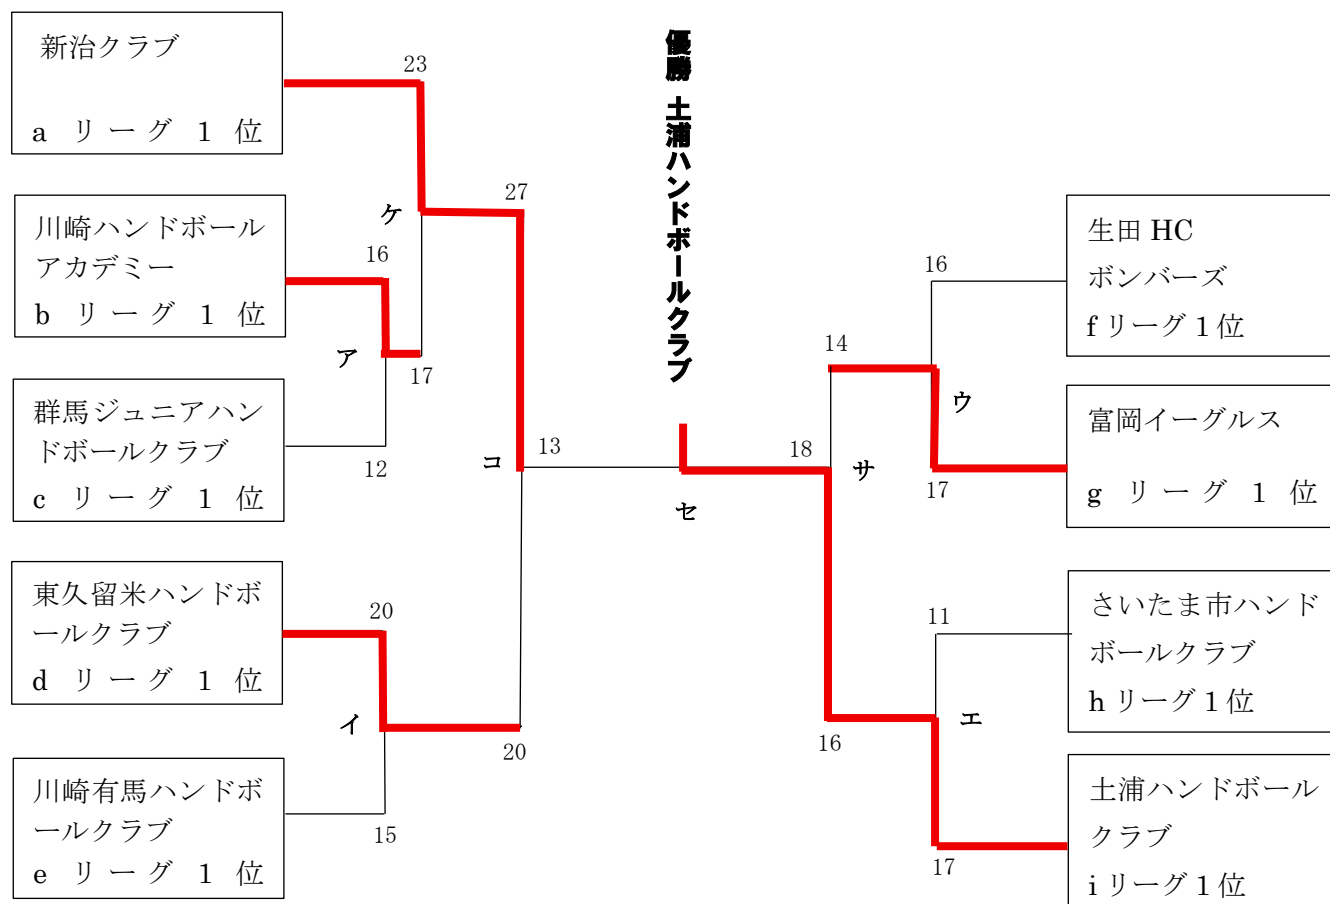 新治クラブ
a リーグ 1 位
川崎ハンドボール
アカデミー
b リーグ 1 位
群馬ジュニアハン
ドボールクラブ
c リーグ 1 位
東久留米ハンドボ
ールクラブ
d リーグ 1 位
川崎有馬ハンドボ
ールクラブ
e リーグ 1 位
23
ケ
16
ア
17
12
27
コ
20
イ
15
20
13
優勝 土浦ハンドボールクラブ
セ
18
14
サ
16
16
ウ
17
11
エ
17
生田 HC
ボンバーズ
f リーグ 1 位
富岡イーグルス
g リーグ 1 位
さいたま市ハンド
ボールクラブ
h リーグ 1 位
土浦ハンドボール
クラブ
i リーグ 1 位